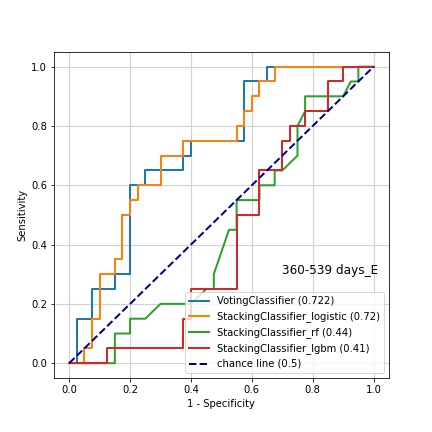 1.0
0.8
0.6
0.4
0.2
0.0
Sensitivity
360-539 days_E
VotingClassifier (0.722)
StackingClassifier_logistic (0.72)
StackingClassifier_rf (0.44)
StackingClassifier_lgbm (0.41)
chance line (0.5)
0.0 0.2 0.4 0.6 0.8 1.0
1 - Specificity